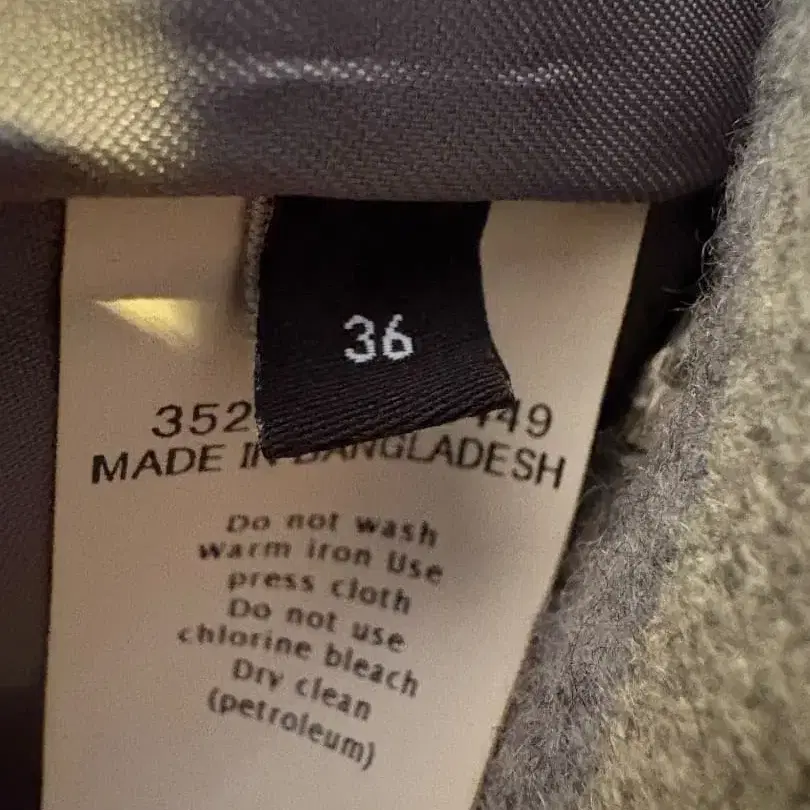 36
352 49
MADE IN BANGLADESH
Do not wash
warm iron Use
press cloth
Do not use
chlorine bleach
Dry clean
(petroleum)